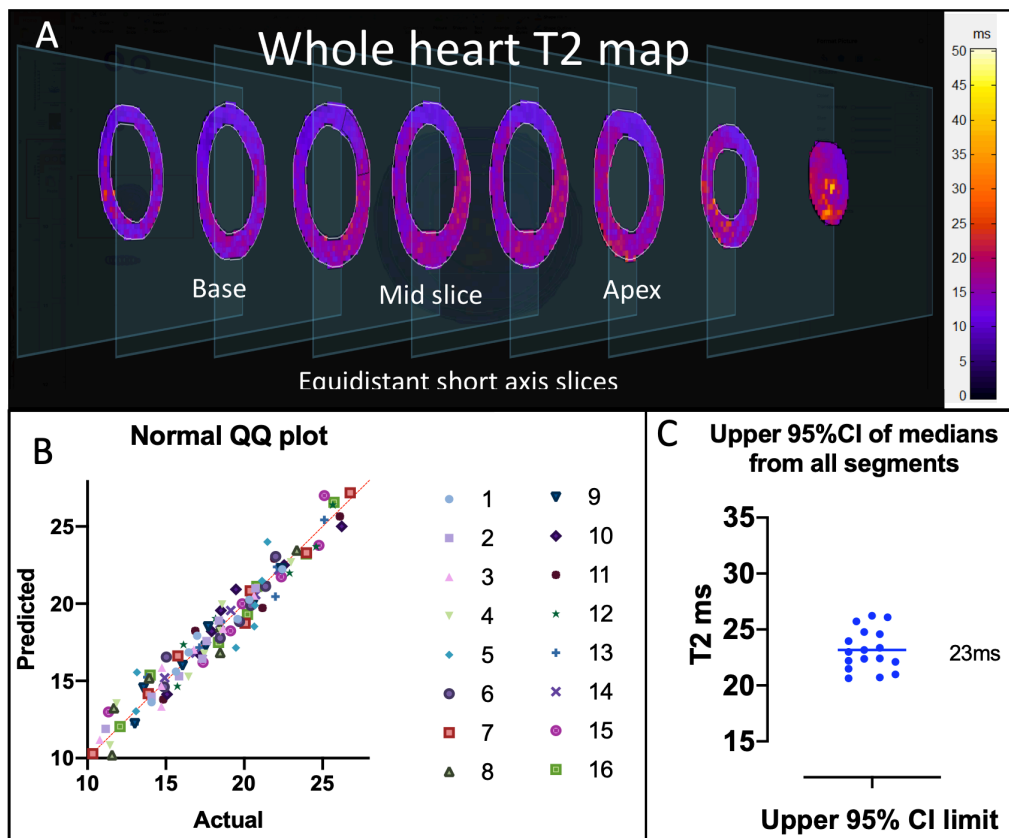 A
Whole heart T2 map
ms
50
45
40
35
30
25
20
15
10
5
0
Base
Mid slice
Apex
Equidistant short axis slices
B
Normal QQ plot
Predicted
25
20
15
10
10
15
20
25
Actual
1
2
3
4
5
6
7
8
9
10
11
12
13
14
15
16
C
Upper 95%CI of medians
from all segments
T2 ms
35
30
25
20
15
23ms
Upper 95% CI limit